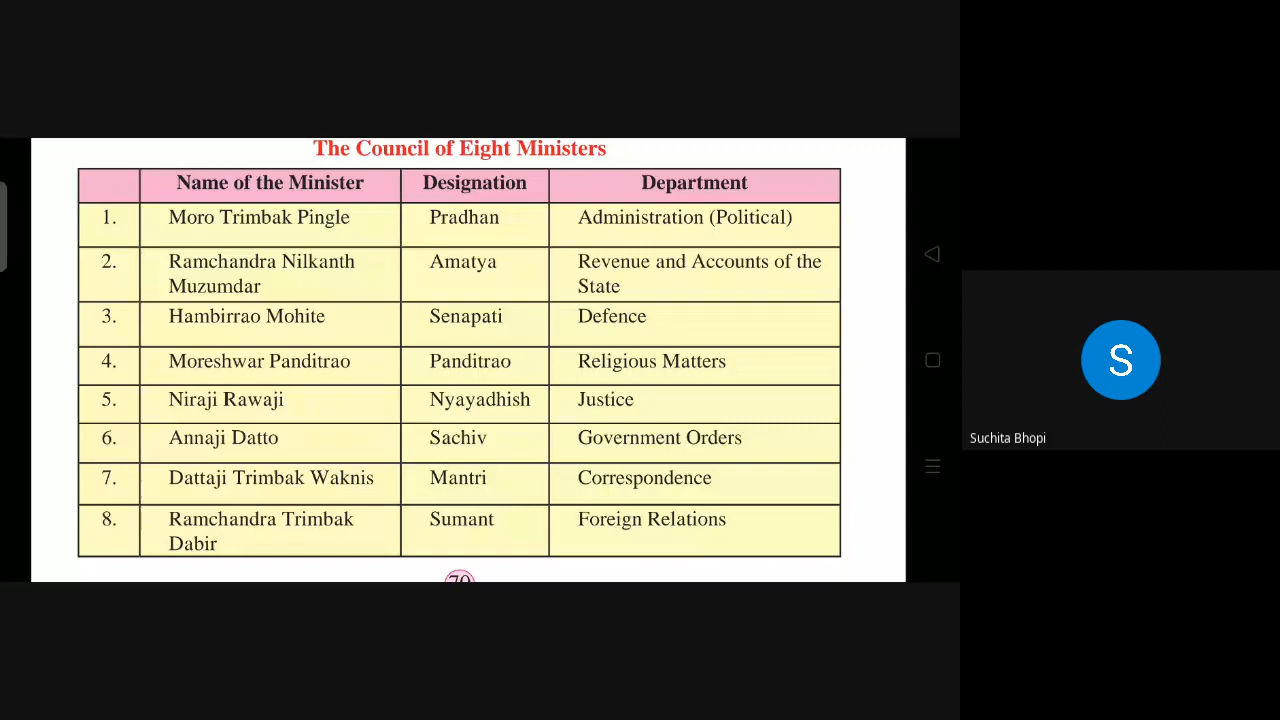 The Council of Eight Ministers
Name of the Minister Designation Department
1. Moro Trimbak Pingle Pradhan Administration (Political)
2. Ramchandra Nilkanth Amatya Revenue and Accounts of the
Muzumdar State
3. Hambirrao Mohite Senapati Defence
4. Moreshwar Panditrao Panditrao Religious Matters
5. Niraji Rawaji Nyayadhish Justice
6. Annaji Datto Sachiv Government Orders
7. Dattaji Trimbak Waknis Mantri Correspondence
8. Ramchandra Trimbak Sumant Foreign Relations
Dabir
70
S
Suchita Bhopi